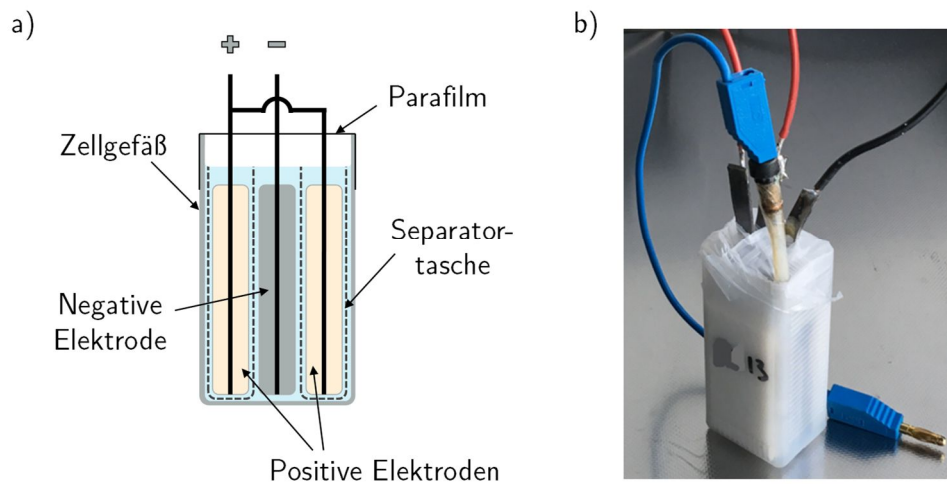 a)
+ −
Parafilm
Zellgefäß
Separator-
tasche
Negative
Elektrode
Positive Elektroden
b)
13